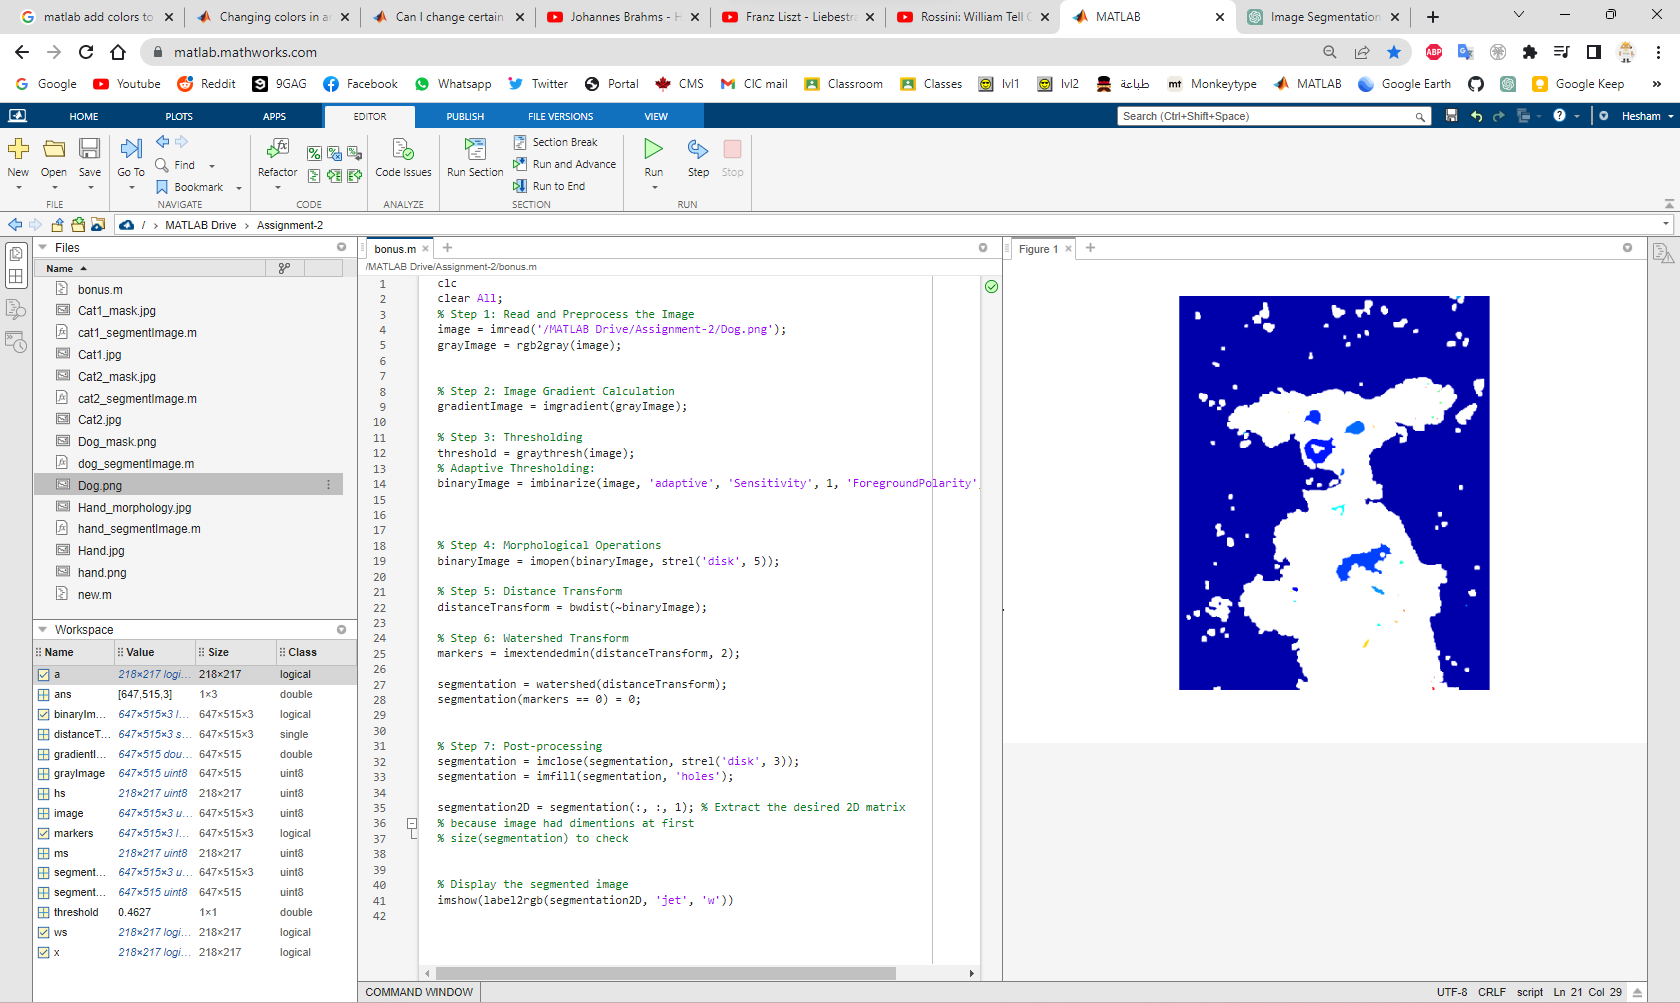 matlab add colors to
Changing colors in a
Can I change certain
Johannes Brahms - H
Franz Liszt - Liebestra
Rossini: William Tell O
MATLAB
Image Segmentation
matlab.mathworks.com
Google
Youtube
Reddit
9GAG
Facebook
Whatsapp
Twitter
Portal
CMS
CIC mail
Classroom
Classes
lvl1
lvl2
طباعة
mt Monkeytype
MATLAB
Google Earth
Google Keep
»
HOME
PLOTS
APPS
EDITOR
PUBLISH
FILE VERSIONS
VIEW
Search (Ctrl+Shift+Space)
Hesham
New
Open
Save
Go To
Find
Bookmark
Refactor
Code Issues
Run Section
Section Break
Run and Advance
Run to End
Run
Step
Stop
FILE
NAVIGATE
CODE
ANALYZE
SECTION
RUN
/ › MATLAB Drive › Assignment-2
Files
Name
bonus.m
Cat1_mask.jpg
cat1_segmentImage.m
Cat1.jpg
Cat2_mask.jpg
cat2_segmentImage.m
Cat2.jpg
Dog_mask.png
dog_segmentImage.m
Dog.png
Hand_morphology.jpg
hand_segmentImage.m
Hand.jpg
hand.png
new.m
Workspace
Name Value Size Class
a 218×217 logi... 218×217 logical
ans [647,515,3] 1×3 double
binaryIm... 647×515×3 l... 647×515×3 logical
distanceT... 647×515×3 s... 647×515×3 single
gradientI... 647×515 dou... 647×515 double
grayImage 647×515 uint8 647×515 uint8
hs 218×217 uint8 218×217 uint8
image 647×515×3 u... 647×515×3 uint8
markers 647×515×3 l... 647×515×3 logical
ms 218×217 uint8 218×217 uint8
segment... 647×515×3 u... 647×515×3 uint8
segment... 647×515 uint8 647×515 uint8
threshold 0.4627 1×1 double
ws 218×217 logi... 218×217 logical
x 218×217 logi... 218×217 logical
bonus.m
/MATLAB Drive/Assignment-2/bonus.m
1 clc
2 clear All;
3 % Step 1: Read and Preprocess the Image
4 image = imread('/MATLAB Drive/Assignment-2/Dog.png');
5 grayImage = rgb2gray(image);
6
7
8 % Step 2: Image Gradient Calculation
9 gradientImage = imgradient(grayImage);
10
11 % Step 3: Thresholding
12 threshold = graythresh(image);
13 % Adaptive Thresholding:
14 binaryImage = imbinarize(image, 'adaptive', 'Sensitivity', 1, 'ForegroundPolarity',
15
16
17
18 % Step 4: Morphological Operations
19 binaryImage = imopen(binaryImage, strel('disk', 5));
20
21 % Step 5: Distance Transform
22 distanceTransform = bwdist(~binaryImage);
23
24 % Step 6: Watershed Transform
25 markers = imextendedmin(distanceTransform, 2);
26
27 segmentation = watershed(distanceTransform);
28 segmentation(markers == 0) = 0;
29
30
31 % Step 7: Post-processing
32 segmentation = imclose(segmentation, strel('disk', 3));
33 segmentation = imfill(segmentation, 'holes');
34
35 segmentation2D = segmentation(:, :, 1); % Extract the desired 2D matrix
36 % because image had dimentions at first
37 % size(segmentation) to check
38
39
40 % Display the segmented image
41 imshow(label2rgb(segmentation2D, 'jet', 'w'))
42
Figure 1
COMMAND WINDOW
UTF-8 CRLF script Ln 21 Col 29